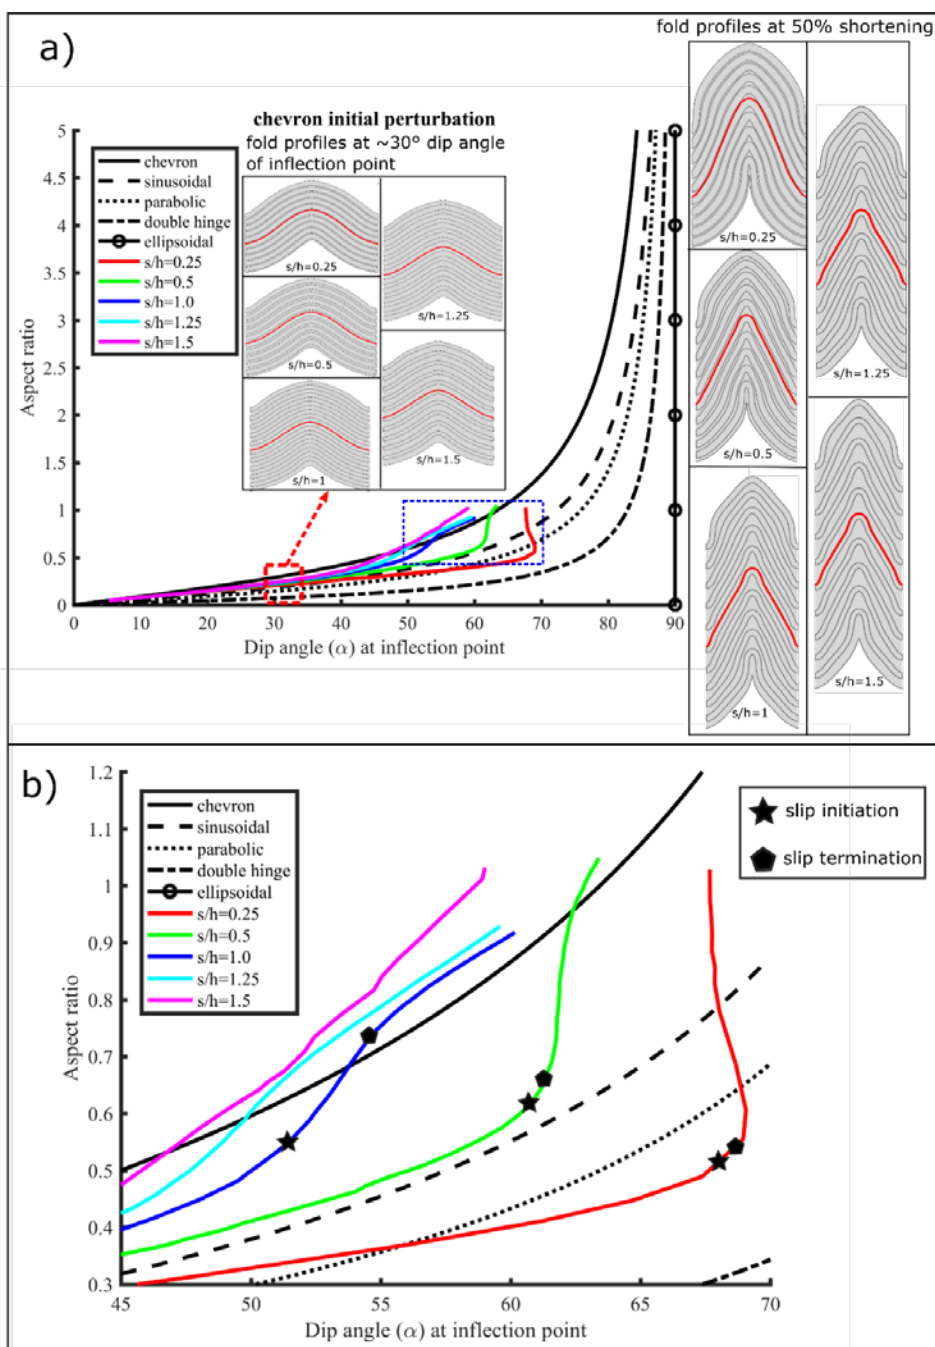 fold profiles at 50% shortening
a)
chevron initial perturbation
fold profiles at ~30° dip angle
of inflection point
5
4.5
4
3.5
3
2.5
2
1.5
1
0.5
0
Aspect ratio
chevron
sinusoidal
parabolic
double hinge
ellipsoidal
s/h=0.25
s/h=0.5
s/h=1.0
s/h=1.25
s/h=1.5
s/h=0.25
s/h=0.5
s/h=1
s/h=1.25
s/h=1.5
0 10 20 30 40 50 60 70 80 90
Dip angle (α) at inflection point
s/h=0.25
s/h=0.5
s/h=1
s/h=1.25
s/h=1.5
b)
1.2
1.1
1
0.9
0.8
0.7
0.6
0.5
0.4
0.3
Aspect ratio
chevron
sinusoidal
parabolic
double hinge
ellipsoidal
s/h=0.25
s/h=0.5
s/h=1.0
s/h=1.25
s/h=1.5
slip initiation
slip termination
45 50 55 60 65 70
Dip angle (α) at inflection point